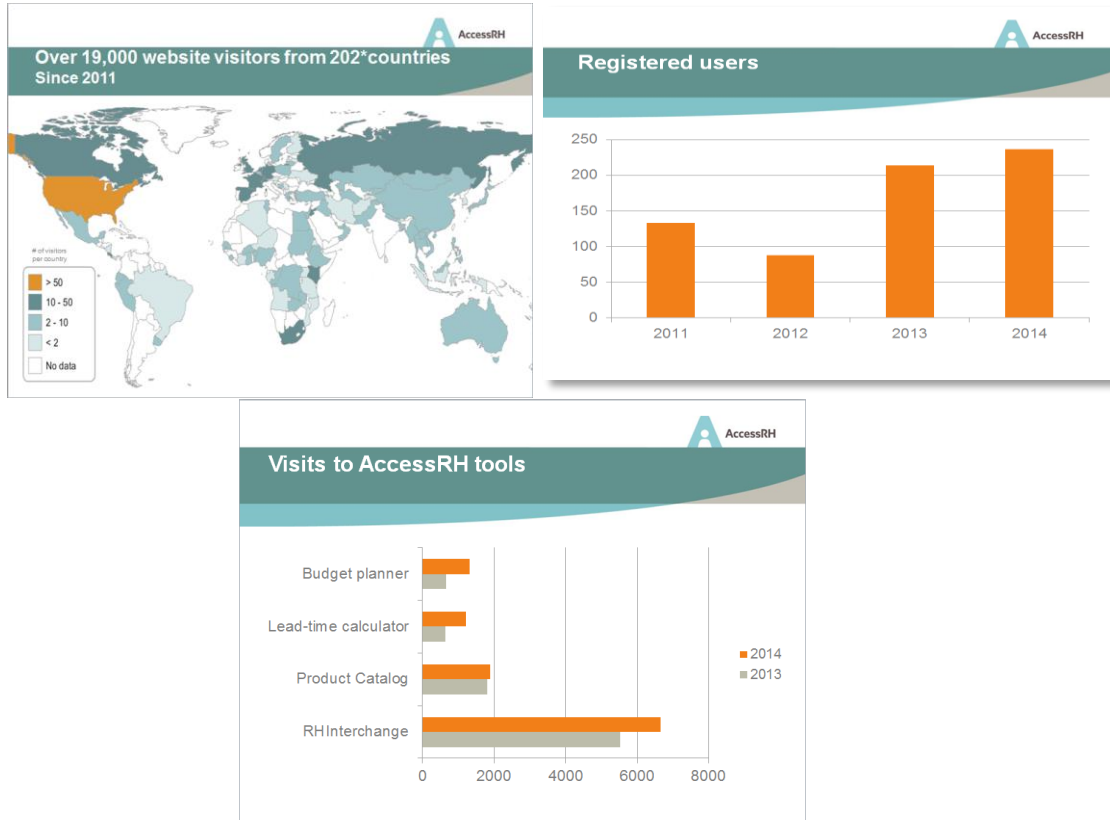 AccessRH
Over 19,000 website visitors from 202*countries
Since 2011
# of visitors
per country
> 50
10 - 50
2 - 10
< 2
No data
AccessRH
Registered users
250
200
150
100
50
0
2011 2012 2013 2014
AccessRH
Visits to AccessRH tools
Budget planner
Lead-time calculator
Product Catalog
RHInterchange
0 2000 4000 6000 8000
2014
2013